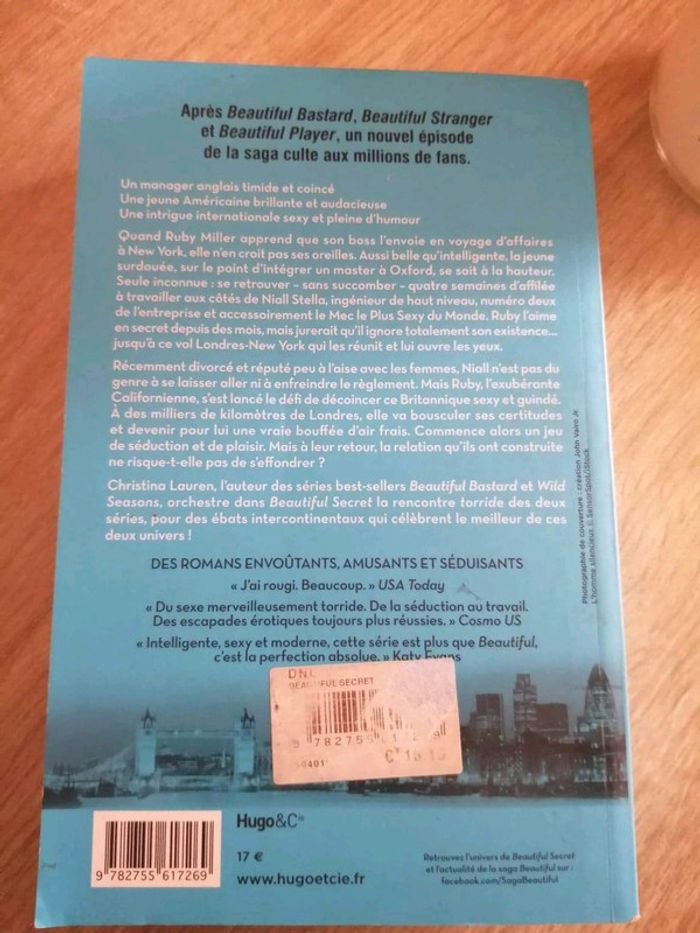 Après Beautiful Bastard, Beautiful Stranger
et Beautiful Player, un nouvel épisode
de la saga culte aux millions de fans.
Un manager anglais timide et coincé
Une jeune Américaine brillante et audacieuse
Une intrigue internationale sexy et pleine d'humour
Quand Ruby Miller apprend que son boss l'envoie en voyage d'affaires
à New York, elle n'en croit pas ses oreilles. Aussi belle qu'intelligente, la jeune
surdouée, sur le point d'intégrer un master à Oxford, se sait à la hauteur.
Seule inconnue : se retrouver – sans succomber – quatre semaines d'affilée
à travailler aux côtés de Niall Stella, ingénieur de haut niveau, numéro deux
de l'entreprise et accessoirement le Mec le Plus Sexy du Monde. Ruby l'aime
en secret depuis des mois, mais jurerait qu'il ignore totalement son existence...
jusqu'à ce vol Londres-New York qui les réunit et lui ouvre les yeux.
Récemment divorcé et réputé peu à l'aise avec les femmes, Niall n'est pas du
genre à se laisser aller ni à enfreindre le règlement. Mais Ruby, l'exubérante
Californienne, s'est lancé le défi de décoincer ce Britannique sexy et guindé.
À des milliers de kilomètres de Londres, elle va bousculer ses certitudes
et devenir pour lui une vraie bouffée d'air frais. Commence alors un jeu
de séduction et de plaisir. Mais à leur retour, la relation qu'ils ont construite
ne risque-t-elle pas de s'effondrer ?
Christina Lauren, l'auteur des séries best-sellers Beautiful Bastard et Wild
Seasons, orchestre dans Beautiful Secret la rencontre torride des deux
séries, pour des ébats intercontinentaux qui célèbrent le meilleur de ces
deux univers !
DES ROMANS ENVOÛTANTS, AMUSANTS ET SÉDUISANTS
« J'ai rougi. Beaucoup. » USA Today
« Du sexe merveilleusement torride. De la séduction au travail.
Des escapades érotiques toujours plus réussies. » Cosmo US
« Intelligente, sexy et moderne, cette série est plus que Beautiful,
c'est la perfection absolue. » Katy Evans
Photographie de couverture : création John Vairo Jr.
L'homme silencieux © SensorSpot/iStock
DNL
BEAUTIFUL SECRET
9 782755 617269
Hugo&Cie
17 €
www.hugoetcie.fr
9 782755 617269
Retrouvez l'univers de Beautiful Secret
et l'actualité de la saga Beautiful sur :
facebook.com/SagaBeautiful